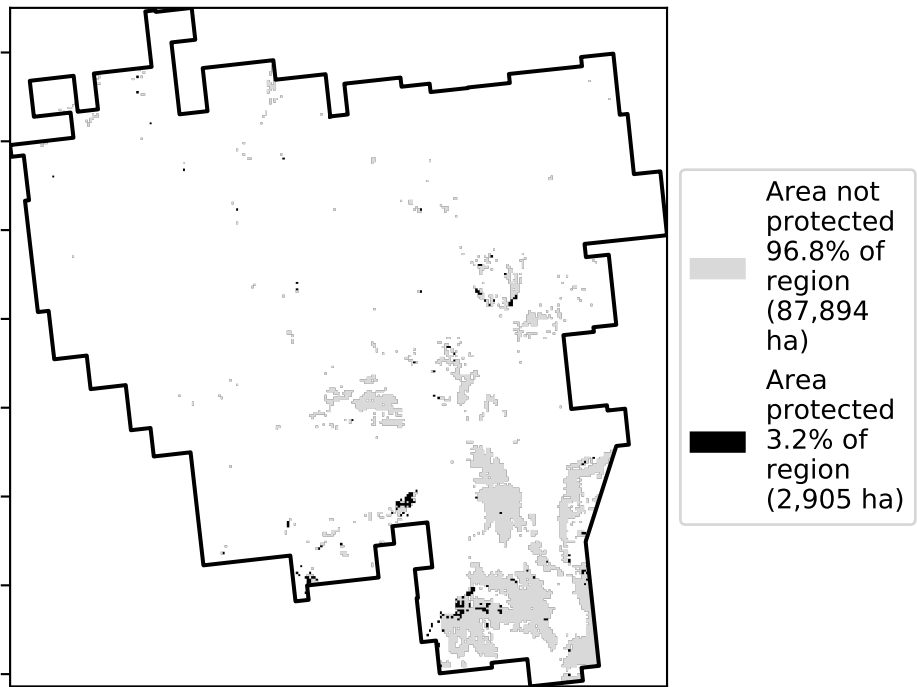 Area not
protected
96.8% of
region
(87,894
ha)
Area
protected
3.2% of
region
(2,905 ha)